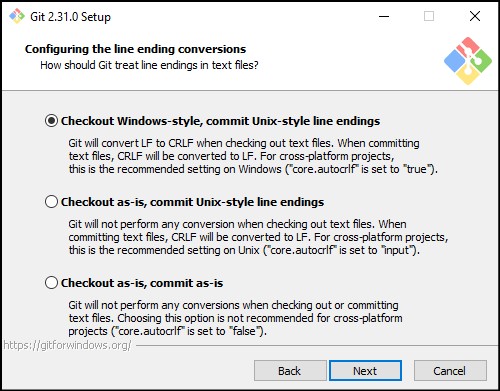 Git 2.31.0 Setup
Configuring the line ending conversions
How should Git treat line endings in text files?
Checkout Windows-style, commit Unix-style line endings
Git will convert LF to CRLF when checking out text files. When committing
text files, CRLF will be converted to LF. For cross-platform projects,
this is the recommended setting on Windows ("core.autocrlf" is set to "true").
Checkout as-is, commit Unix-style line endings
Git will not perform any conversion when checking out text files. When
committing text files, CRLF will be converted to LF. For cross-platform projects,
this is the recommended setting on Unix ("core.autocrlf" is set to "input").
Checkout as-is, commit as-is
Git will not perform any conversions when checking out or committing
text files. Choosing this option is not recommended for cross-platform
projects ("core.autocrlf" is set to "false").
https://gitforwindows.org/
Back Next Cancel